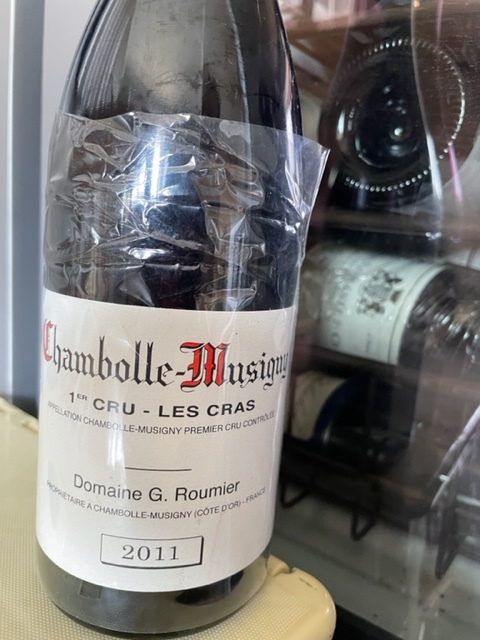 Chambolle-Musigny
1ER CRU - LES CRAS
APPELLATION CHAMBOLLE-MUSIGNY PREMIER CRU CONTRÔLÉE
Domaine G. Roumier
PROPRIÉTAIRE A CHAMBOLLE-MUSIGNY (CÔTE D'OR) - FRANCE
2011